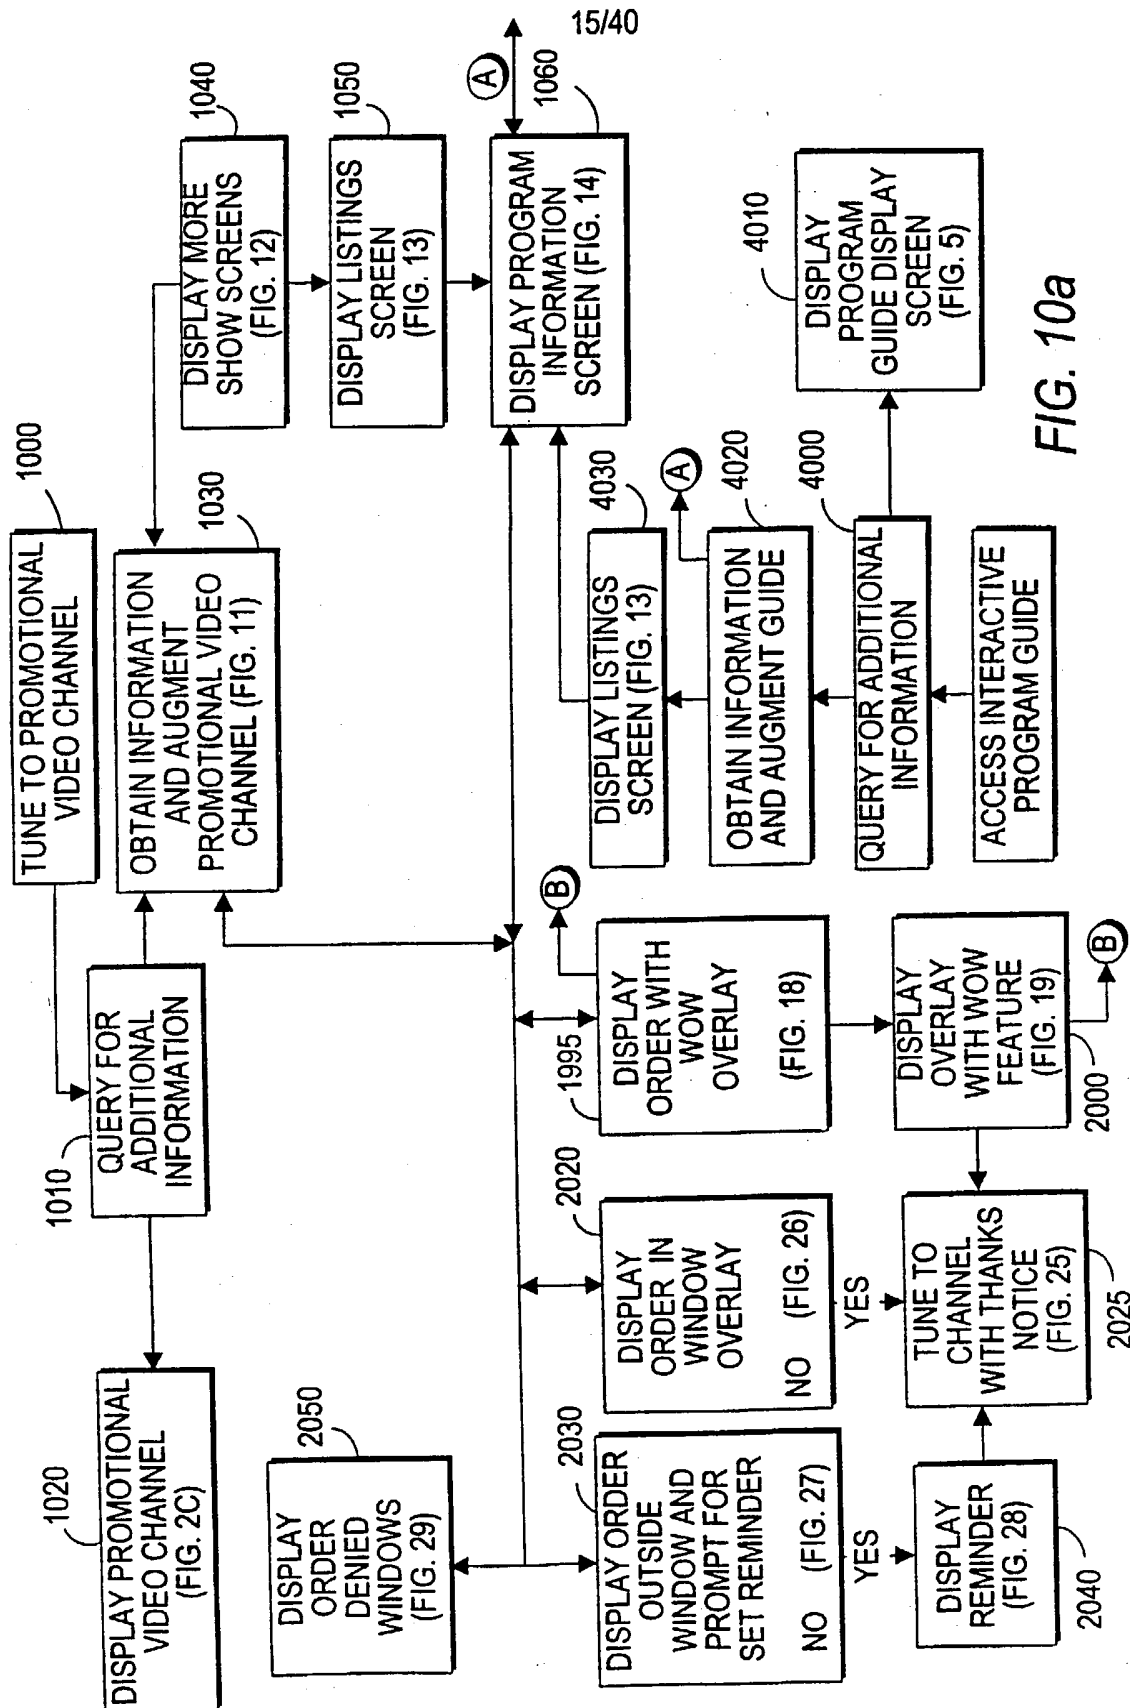 15/40
1000
TUNE TO PROMOTIONAL
VIDEO CHANNEL
1010
QUERY FOR
ADDITIONAL
INFORMATION
1020
DISPLAY PROMOTIONAL
VIDEO CHANNEL
(FIG. 2C)
1030
OBTAIN INFORMATION
AND AUGMENT
PROMOTIONAL VIDEO
CHANNEL (FIG. 11)
1040
DISPLAY MORE
SHOW SCREENS
(FIG. 12)
1050
DISPLAY LISTINGS
SCREEN
(FIG. 13)
A
1060
DISPLAY PROGRAM
INFORMATION
SCREEN (FIG. 14)
2050
DISPLAY
ORDER
DENIED
WINDOWS
(FIG. 29)
2030
DISPLAY ORDER
OUTSIDE
WINDOW AND
PROMPT FOR
SET REMINDER
NO (FIG. 27)
YES
DISPLAY
REMINDER
(FIG. 28)
2040
2020
DISPLAY
ORDER IN
WINDOW
OVERLAY
NO (FIG. 26)
YES
TUNE TO
CHANNEL
WITH THANKS
NOTICE
(FIG. 25)
2025
1995
DISPLAY
ORDER WITH
WOW
OVERLAY
(FIG. 18)
B
DISPLAY
OVERLAY
WITH WOW
FEATURE
(FIG. 19)
2000
B
4030
DISPLAY LISTINGS
SCREEN (FIG. 13)
A
4020
OBTAIN INFORMATION
AND AUGMENT GUIDE
4000
QUERY FOR ADDITIONAL
INFORMATION
ACCESS INTERACTIVE
PROGRAM GUIDE
4010
DISPLAY
PROGRAM
GUIDE DISPLAY
SCREEN
(FIG. 5)
FIG. 10a